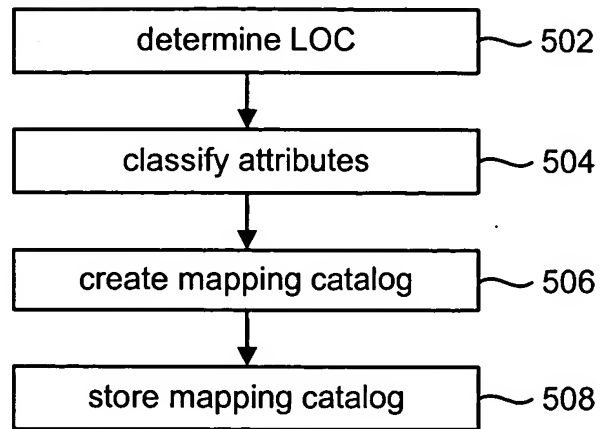 determine LOC 502
classify attributes 504
create mapping catalog 506
store mapping catalog 508